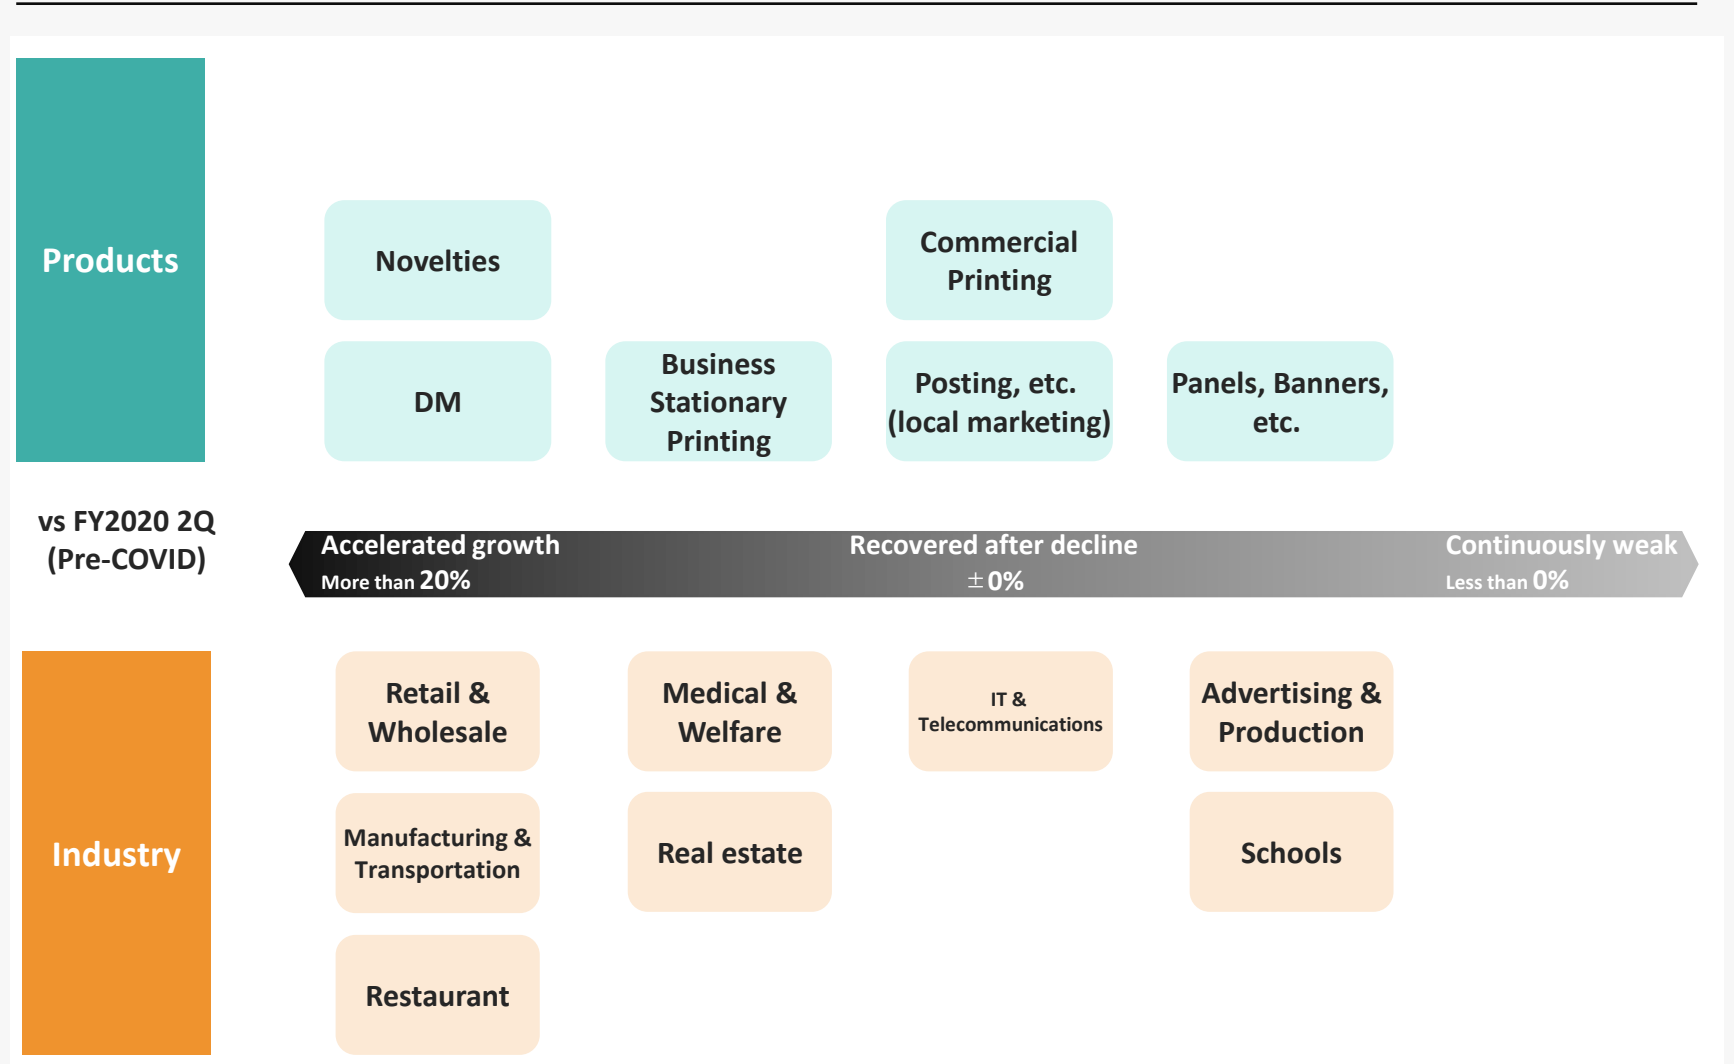 Products
Novelties
Commercial
Printing
DM
Business
Stationary
Printing
Posting, etc.
(local marketing)
Panels, Banners,
etc.
vs FY2020 2Q
(Pre-COVID)
Accelerated growth
More than 20%
Recovered after decline
±0%
Continuously weak
Less than 0%
Industry
Retail &
Wholesale
Medical &
Welfare
IT &
Telecommunications
Advertising &
Production
Manufacturing &
Transportation
Real estate
Schools
Restaurant